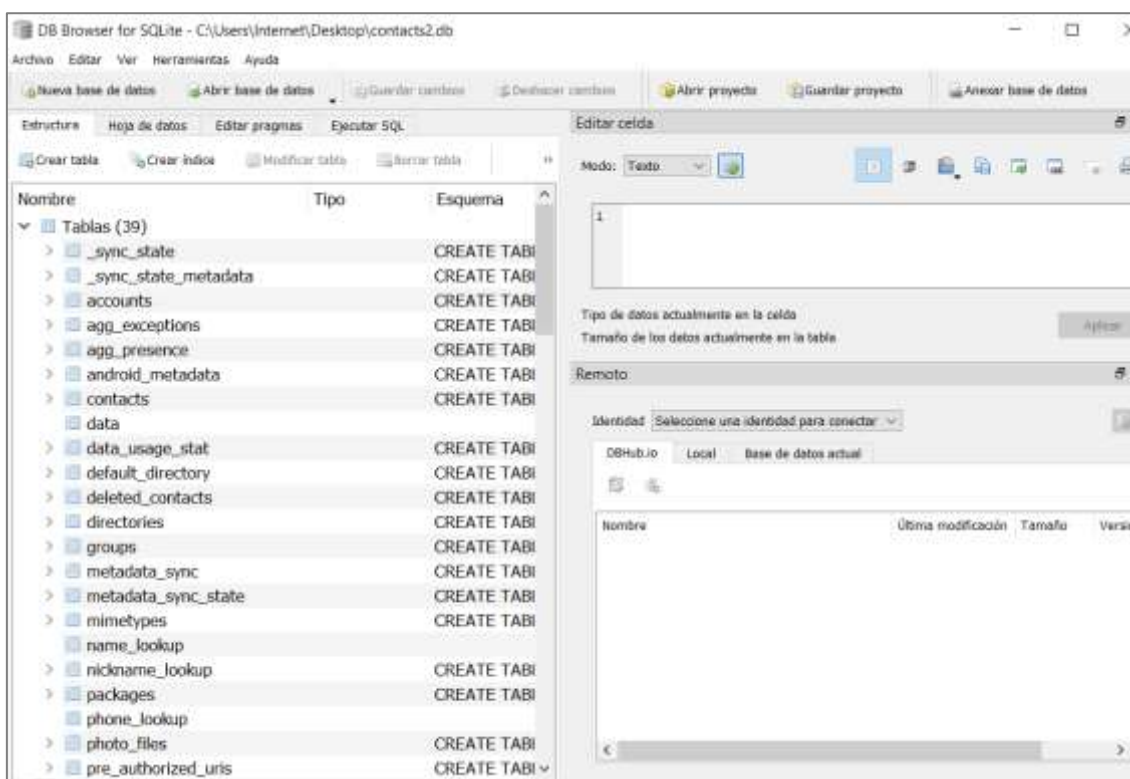 DB Browser for SQLite - C:\Users\Internet\Desktop\contacts2.db
Archivo Editar Ver Herramientas Ayuda
Nueva base de datos Abrir base de datos Guardar cambios Deshacer cambios Abrir proyecto Guardar proyecto Anexar base de datos
Estructura Hoja de datos Editar pragmas Ejecutar SQL
Crear tabla Crear índice Modificar tabla Borrar tabla
Nombre Tipo Esquema
Tablas (39)
_sync_state CREATE TABl
_sync_state_metadata CREATE TABl
accounts CREATE TABl
agg_exceptions CREATE TABl
agg_presence CREATE TABl
android_metadata CREATE TABl
contacts CREATE TABl
data
data_usage_stat CREATE TABl
default_directory CREATE TABl
deleted_contacts CREATE TABl
directories CREATE TABl
groups CREATE TABl
metadata_sync CREATE TABl
metadata_sync_state CREATE TABl
mimetypes CREATE TABl
name_lookup
nickname_lookup CREATE TABl
packages CREATE TABl
phone_lookup
photo_files CREATE TABl
pre_authorized_uris CREATE TABl
Editar celda
Modo: Texto
1
Tipo de datos actualmente en la celda
Tamaño de los datos actualmente en la tabla
Aplicar
Remoto
Identidad Seleccione una identidad para conectar
DBHub.io Local Base de datos actual
Nombre Última modificación Tamaño Versi